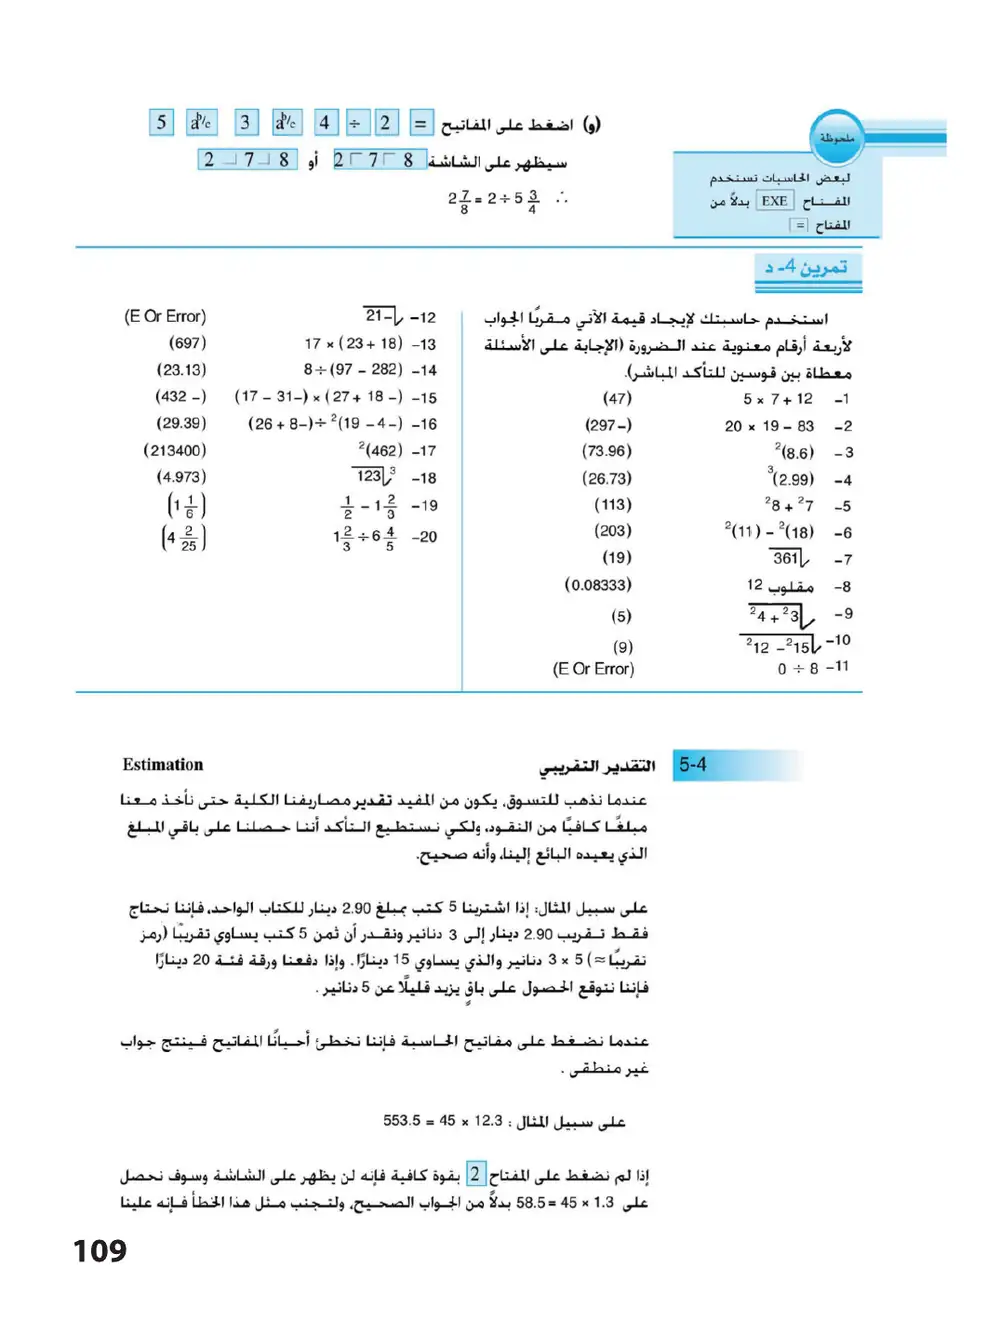 (و) اضغط على المفاتيح 5 a b/c 3 a b/c 4 ÷ 2 =
سيظهر على الشاشة 2 ⌈ 7 ⌈ 8 أو 2 ⌟ 7 ⌟ 8
∴ 5 3/4 ÷ 2 = 2 7/8
ملحوظة
لبعض الحاسبات تستخدم
المفتاح EXE بدلاً من
المفتاح =
تمرين 4- د
استخدم حاسبتك لإيجاد قيمة الآتي مقربًا الجواب
لأربعة أرقام معنوية عند الضرورة (الإجابة على الأسئلة
معطاة بين قوسين للتأكد المباشر).
1– 5 × 7 + 12 (47)
2– 20 × 19 – 83 (297–)
3 – ²(8.6) (73.96)
4– ³(2.99) (26.73)
5– ²8 + ²7 (113)
6– ²(11) – ²(18) (203)
7– √361 (19)
8– مقلوب 12 (0.08333)
9– √²4 + ²3 (5)
10– √²12 – ²15 (9)
11– 0 ÷ 8 (E Or Error)
12– √21– (E Or Error)
13– 17 × (23 + 18) (697)
14– 8 ÷ (97 – 282) (23.13)
15– (17 – 31–) × (27 + 18 –) (432 –)
16– (26 + 8–) ÷ ²(19 – 4 –) (29.39)
17– ²(462) (213400)
18– ³√123 (4.973)
19– 1/2 – 1 2/3 (1 1/6)
20– 1 2/3 ÷ 6 4/5 (4 2/25)
5-4 التقدير التقريبي Estimation
عندما نذهب للتسوق، يكون من المفيد تقدير مصاريفنا الكلية حتى نأخذ معنا
مبلغًا كافيًا من النقود، ولكي نستطيع التأكد أننا حصلنا على باقي المبلغ
الذي يعيده البائع إلينا، وأنه صحيح.
على سبيل المثال: إذا اشترينا 5 كتب بمبلغ 2.90 دينار للكتاب الواحد، فإننا نحتاج
فقط تقريب 2.90 دينار إلى 3 دنانير ونقدر أن ثمن 5 كتب يساوي تقريبًا (رمز
تقريبًا ≈) 5 × 3 دنانير والذي يساوي 15 دينارًا. وإذا دفعنا ورقة فئة 20 دينارًا
فإننا نتوقع الحصول على باقٍ يزيد قليلًا عن 5 دنانير .
عندما نضغط على مفاتيح الحاسبة فإننا نخطئ أحيانًا المفاتيح فينتج جواب
غير منطقى .
على سبيل المثال : 12.3 × 45 = 553.5
إذا لم نضغط على المفتاح 2 بقوة كافية فإنه لن يظهر على الشاشة وسوف نحصل
على 1.3 × 45 = 58.5 بدلاً من الجواب الصحيح، ولتجنب مثل هذا الخطأ فإنه علينا
109